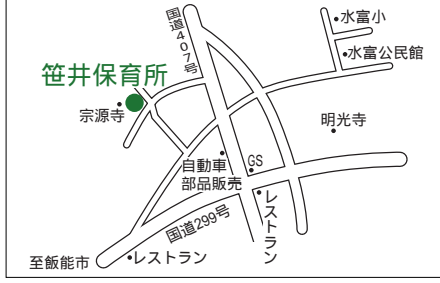 国道407号
・水富小
・水富公民館
笹井保育所
宗源寺・
明光寺
自動車
部品販売
GS
レストラン
国道299号
・レストラン
至飯能市